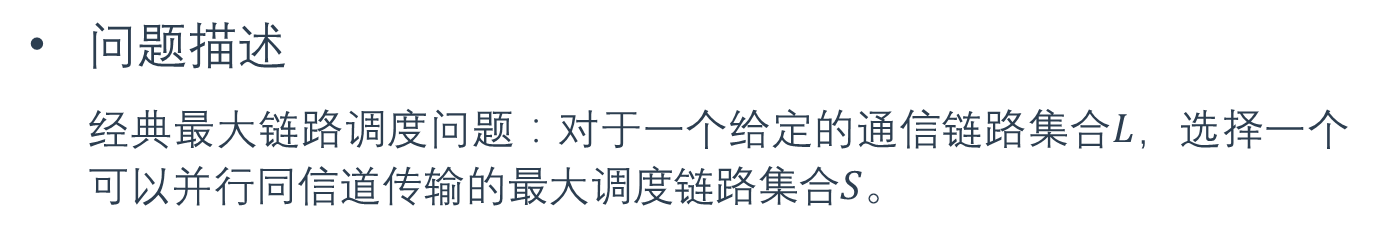 • 问题描述
经典最大链路调度问题：对于一个给定的通信链路集合L，选择一个
可以并行同信道传输的最大调度链路集合S。